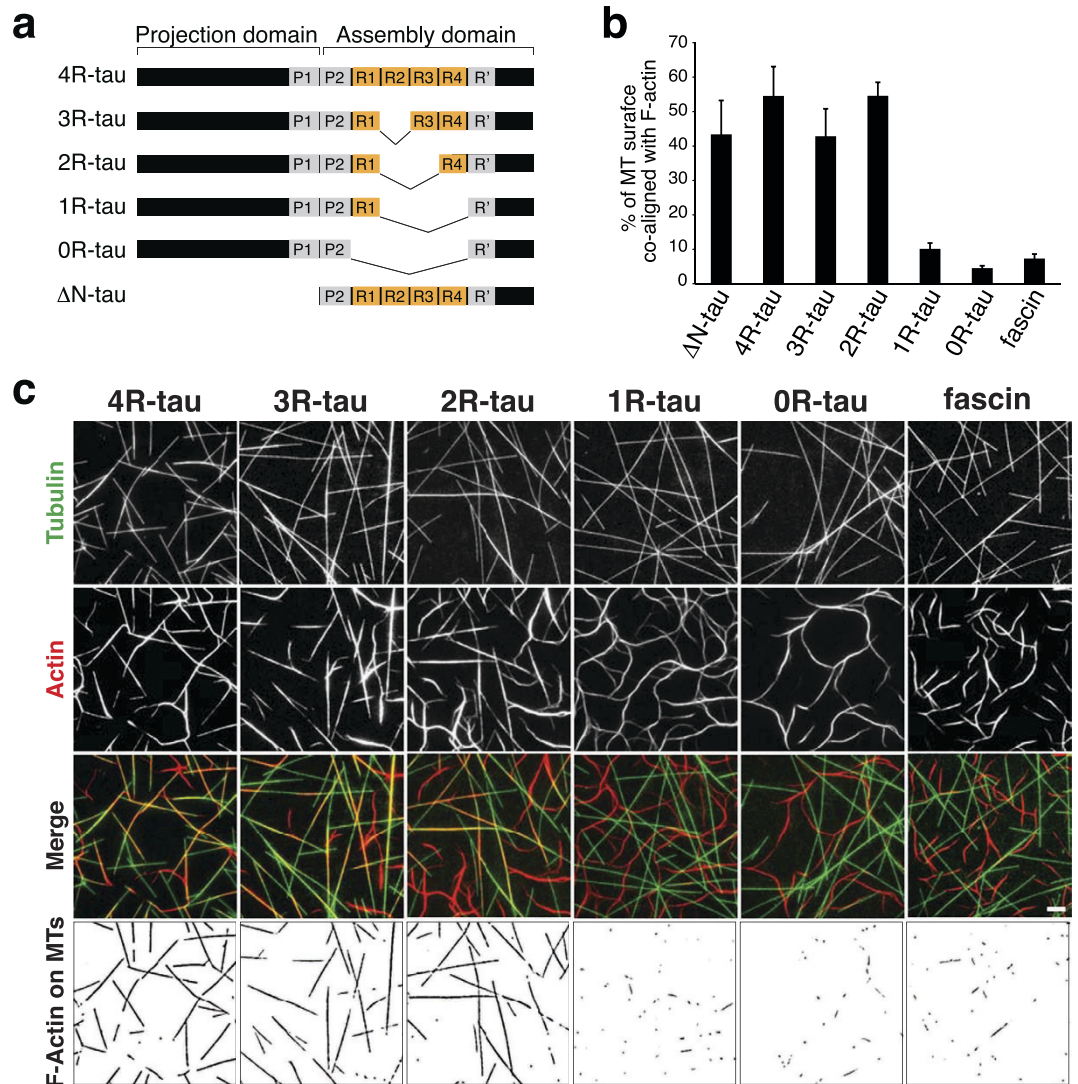 a
Projection domain Assembly domain
4R-tau P1 P2 R1 R2 R3 R4 R'
3R-tau P1 P2 R1 R3 R4 R'
2R-tau P1 P2 R1 R4 R'
1R-tau P1 P2 R1 R'
0R-tau P1 P2 R'
ΔN-tau P2 R1 R2 R3 R4 R'
b
% of MT surafce
co-aligned with F-actin
70
60
50
40
30
20
10
0
ΔN-tau 4R-tau 3R-tau 2R-tau 1R-tau 0R-tau fascin
c
4R-tau 3R-tau 2R-tau 1R-tau 0R-tau fascin
Tubulin
Actin
Merge
F-Actin on MTs